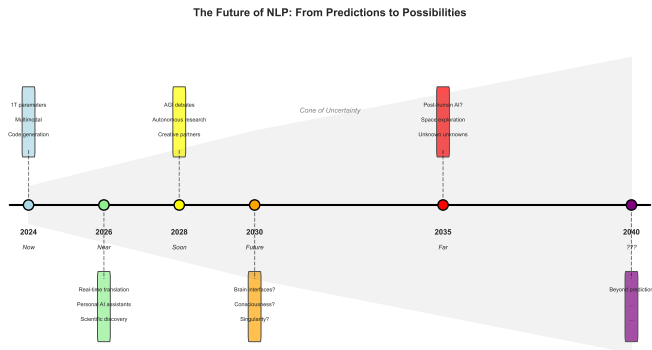 The Future of NLP: From Predictions to Possibilities
1T parameters
Multimodal
Code generation
AGI debates
Autonomous research
Creative partners
Cone of Uncertainty
Post-human AI?
Space exploration
Unknown unknowns
2024
Now
2026
Near
2028
Soon
2030
Future
2035
Far
2040
???
Real-time translation
Personal AI assistants
Scientific discovery
Brain interfaces?
Consciousness?
Singularity?
Beyond prediction